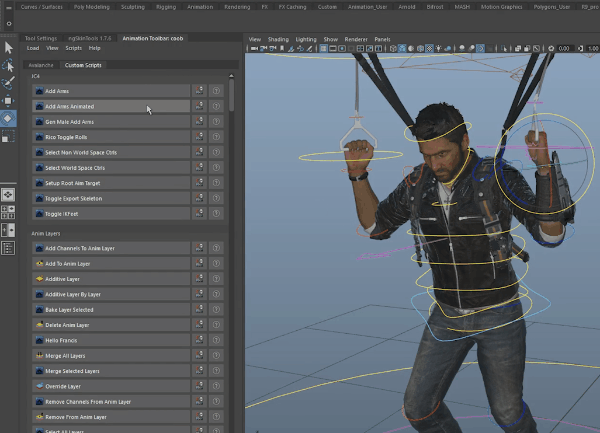 Curves / Surfaces Poly Modeling Sculpting Rigging Animation Rendering FX FX Caching Custom Animation_User Arnold Bifrost MASH Motion Graphics Polygons_User R9_pro
Tool Settings ngSkinTools 1.7.6 Animation Toolbar: coob
Load View Scripts Help
Avalanche Custom Scripts
JC4
Add Arms
Add Arms Animated
Gen Male Add Arms
Rico Toggle Rolls
Select Non World Space Ctrls
Select World Space Ctrls
Setup Root Aim Target
Toggle Export Skeleton
Toggle IKFeet
Anim Layers
Add Channels To Anim Layer
Add To Anim Layer
Additive Layer
Additive Layer By Layer
Bake Layer Selected
Delete Anim Layer
Hello Francis
Merge All Layers
Merge Selected Layers
Override Layer
Remove Channels From Anim Layer
Remove From Anim Layer
Select All Layers
View Shading Lighting Show Renderer Panels
0.00 1.00